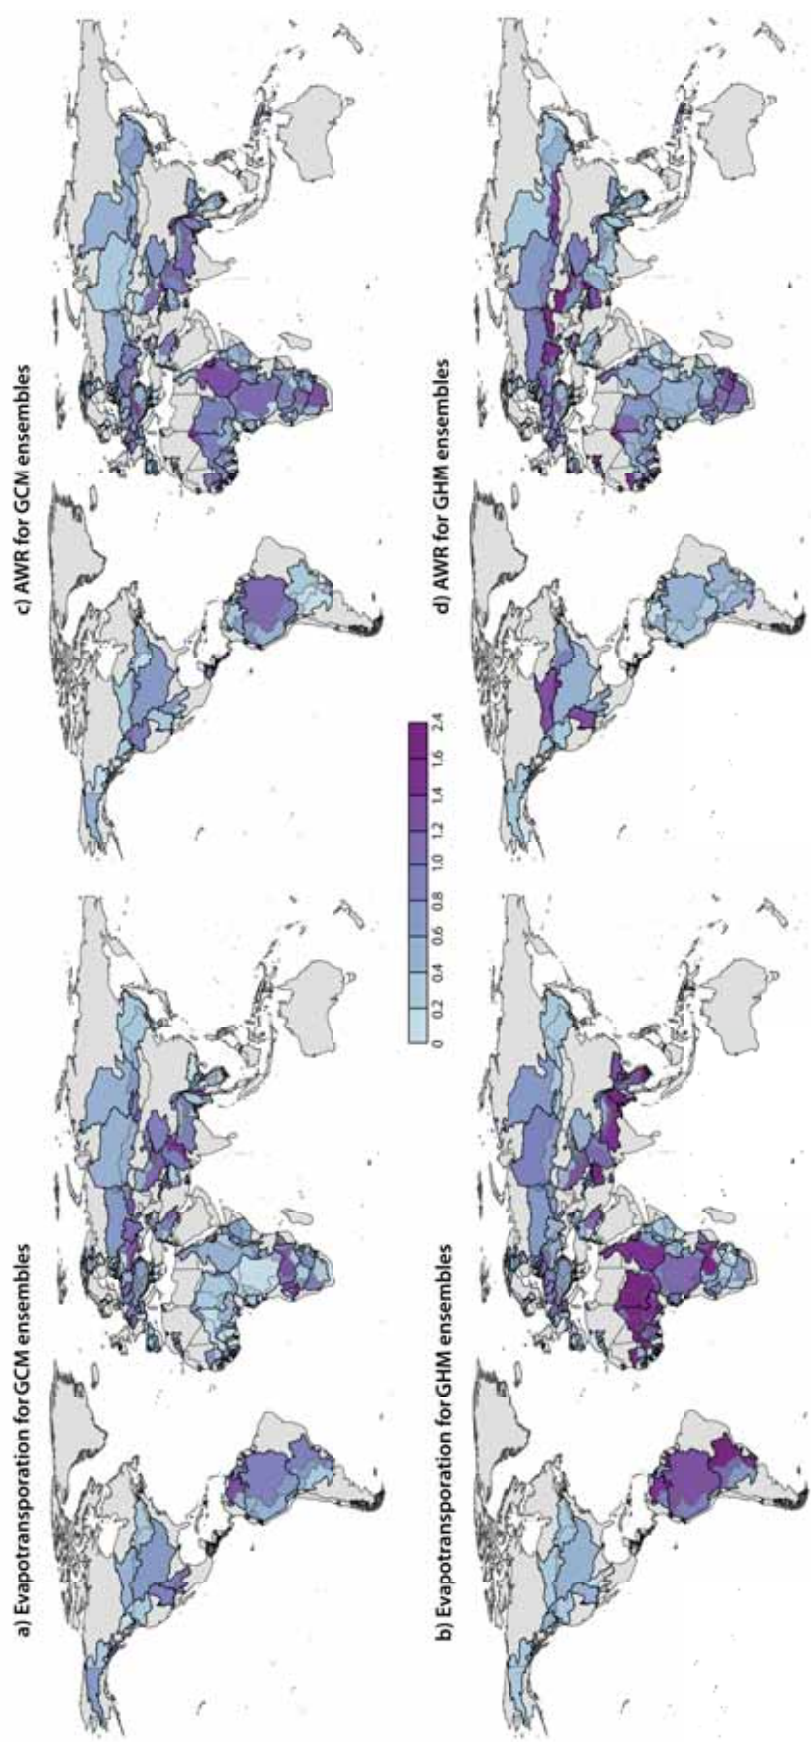 a) Evapotransporation for GCM ensembles
c) AWR for GCM ensembles
0 0.2 0.4 0.6 0.8 1.0 1.2 1.4 1.6 2.4
b) Evapotransporation for GHM ensembles
d) AWR for GHM ensembles